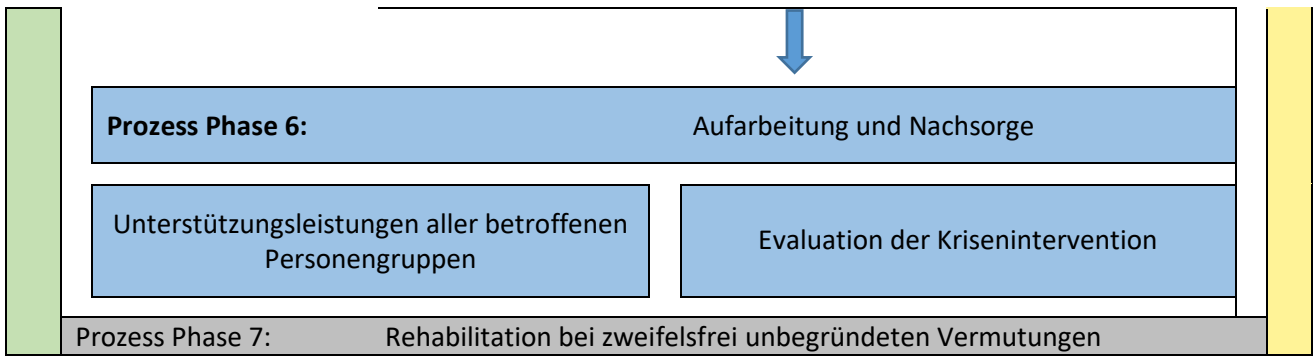 Prozess Phase 6: Aufarbeitung und Nachsorge
Unterstützungsleistungen aller betroffenen
Personengruppen
Evaluation der Krisenintervention
Prozess Phase 7: Rehabilitation bei zweifelsfrei unbegründeten Vermutungen